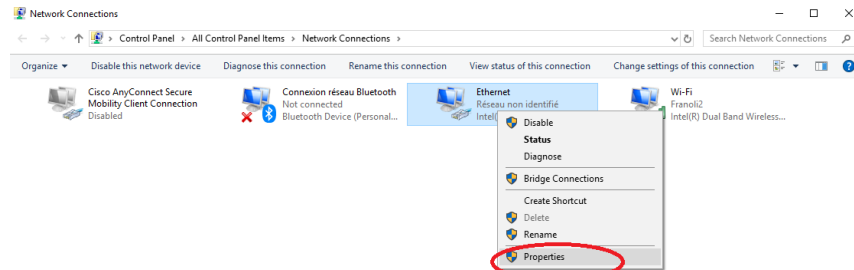 Network Connections
Control Panel > All Control Panel Items > Network Connections >
Search Network Connections
Organize
Disable this network device
Diagnose this connection
Rename this connection
View status of this connection
Change settings of this connection
Cisco AnyConnect Secure
Mobility Client Connection
Disabled
Connexion réseau Bluetooth
Not connected
Bluetooth Device (Personal...
Ethernet
Réseau non identifié
Intel(
Wi-Fi
Franoli2
Intel(R) Dual Band Wireless...
Disable
Status
Diagnose
Bridge Connections
Create Shortcut
Delete
Rename
Properties